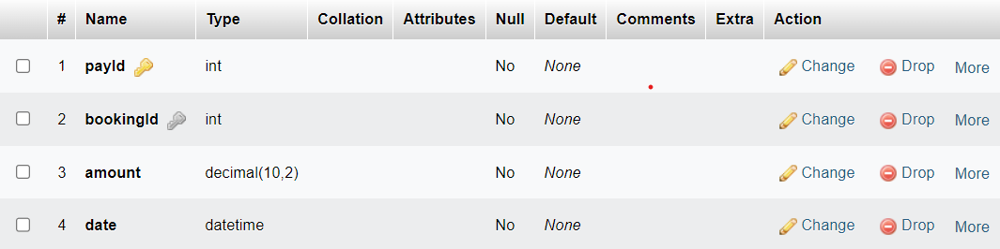 # Name Type Collation Attributes Null Default Comments Extra Action
1 payId int No None Change Drop More
2 bookingId int No None Change Drop More
3 amount decimal(10,2) No None Change Drop More
4 date datetime No None Change Drop More